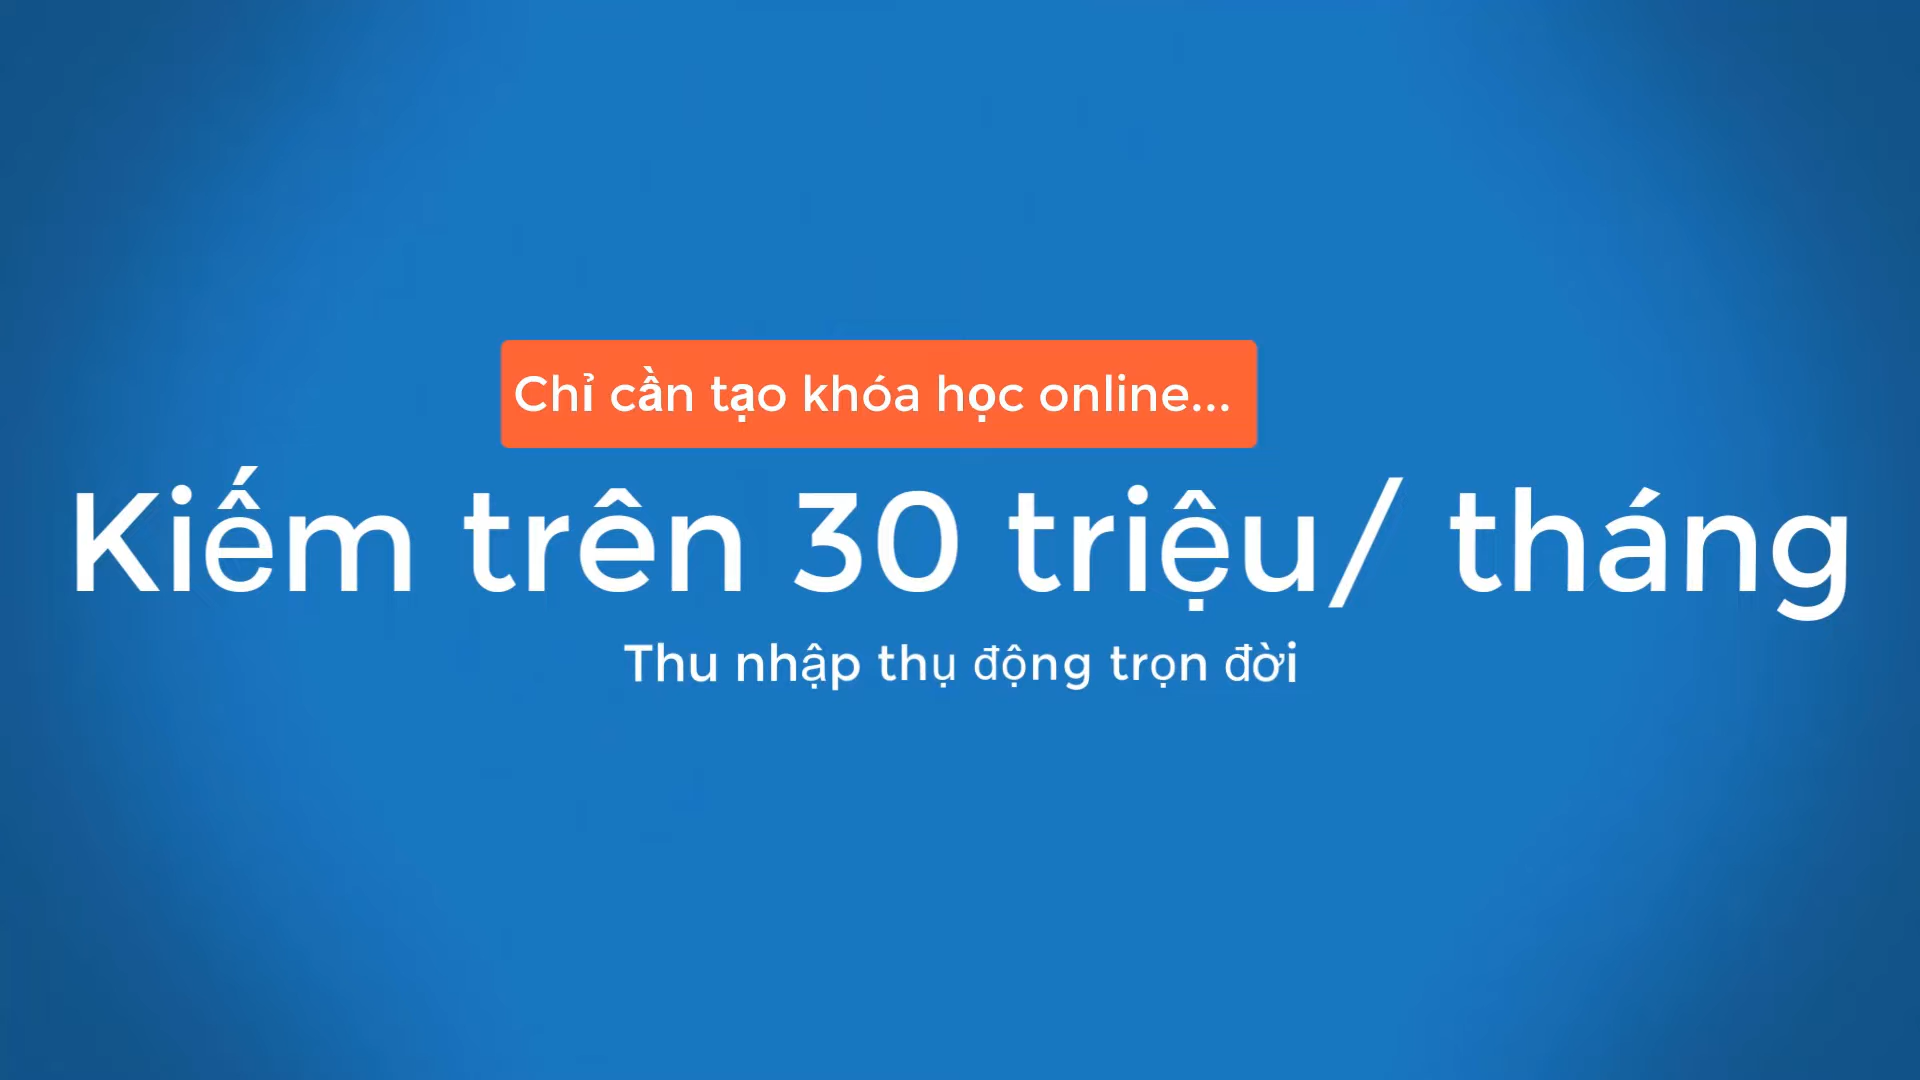 Chỉ cần tạo khóa học online...
Kiếm trên 30 triệu/ tháng
Thu nhập thụ động trọn đời